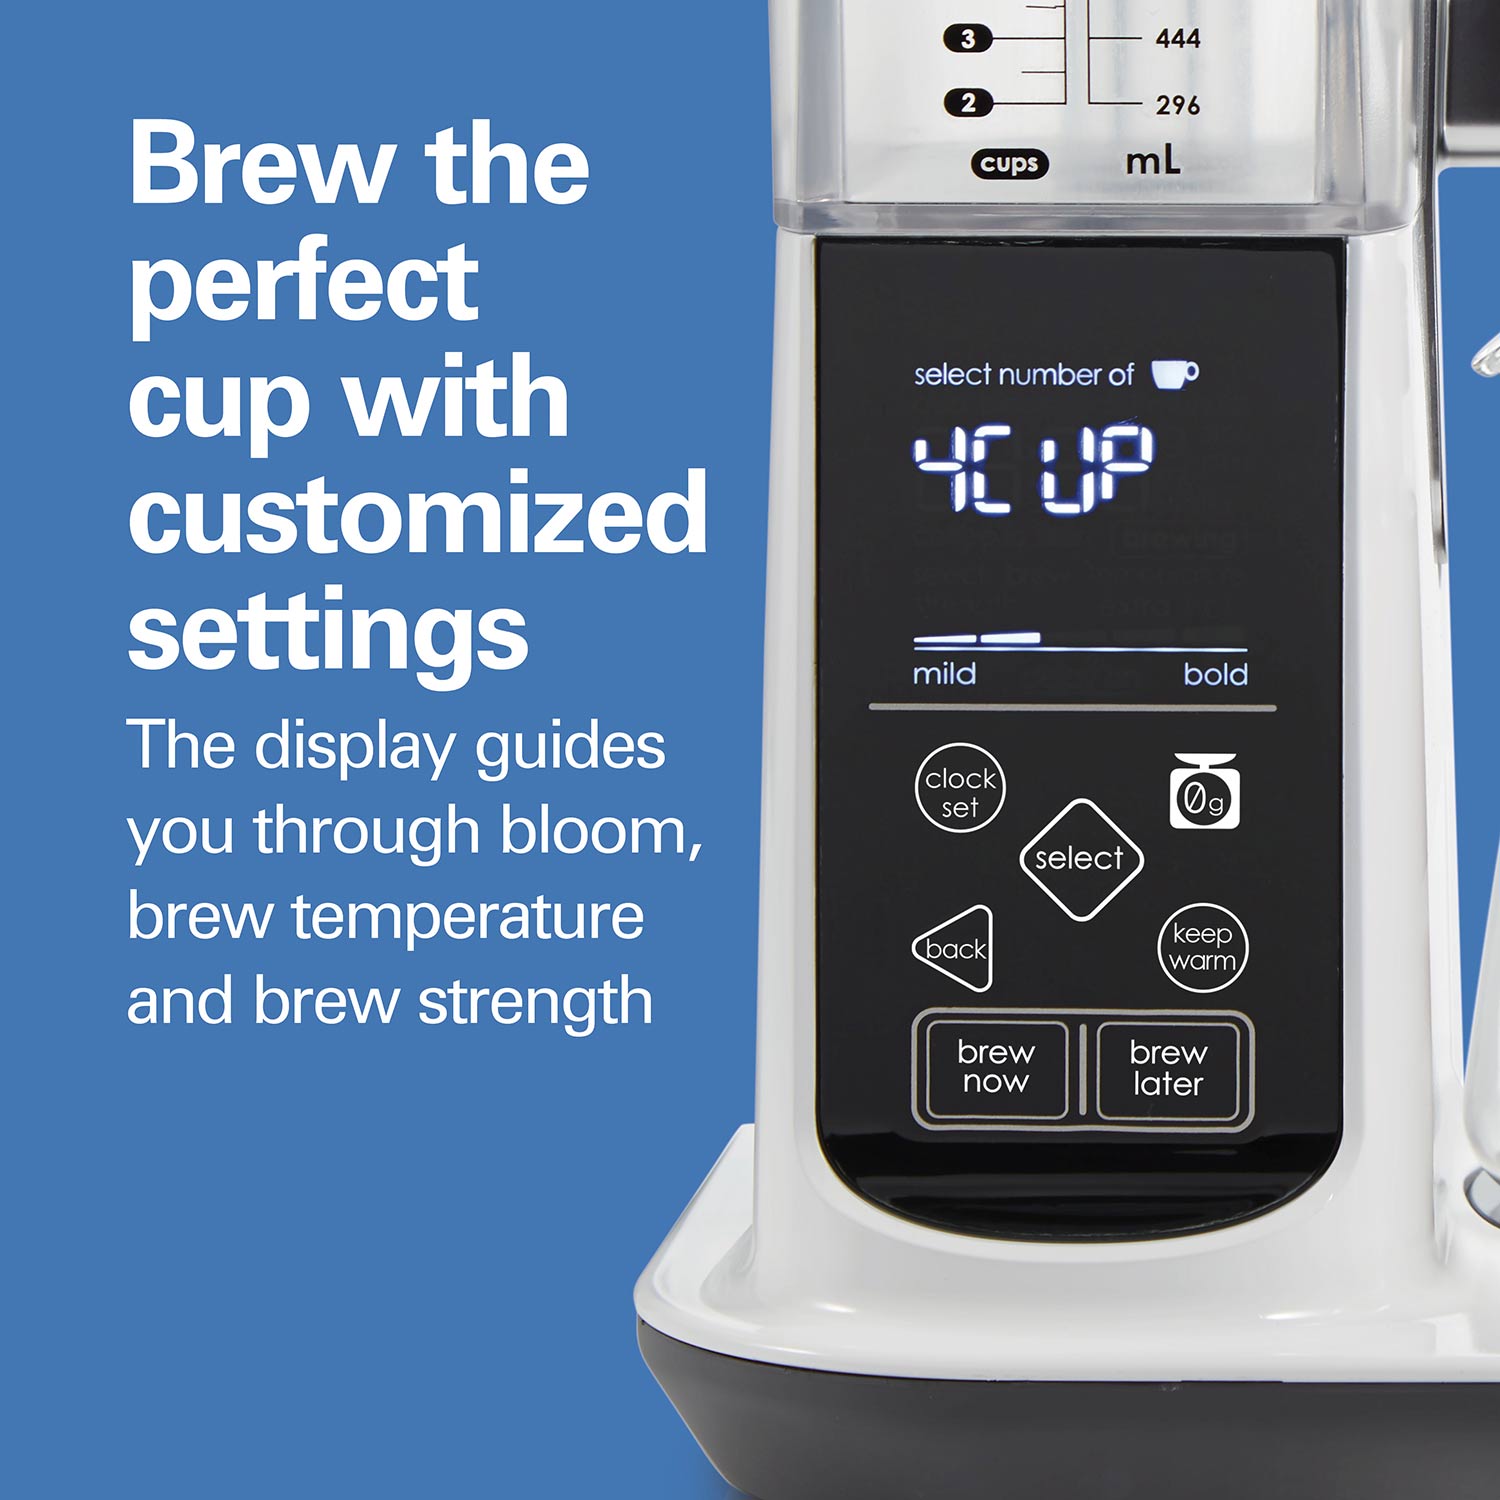 Brew the
perfect
cup with
customized
settings
The display guides
you through bloom,
brew temperature
and brew strength
3 444
2 296
cups mL
select number of
4CUP
brewing
mild bold
clock
set
0g
select
back
keep
warm
brew
now
brew
later